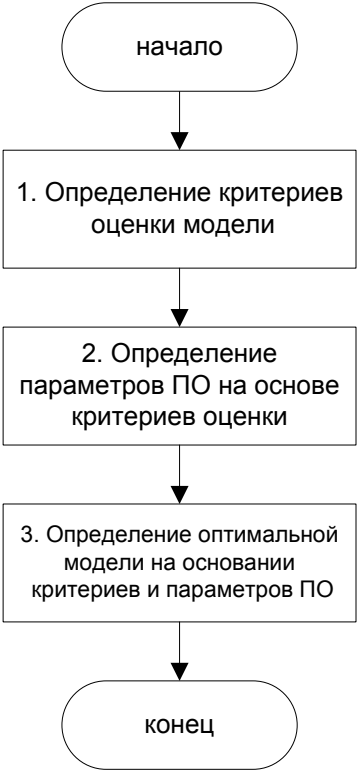 начало
1. Определение критериев
оценки модели
2. Определение
параметров ПО на основе
критериев оценки
3. Определение оптимальной
модели на основании
критериев и параметров ПО
конец